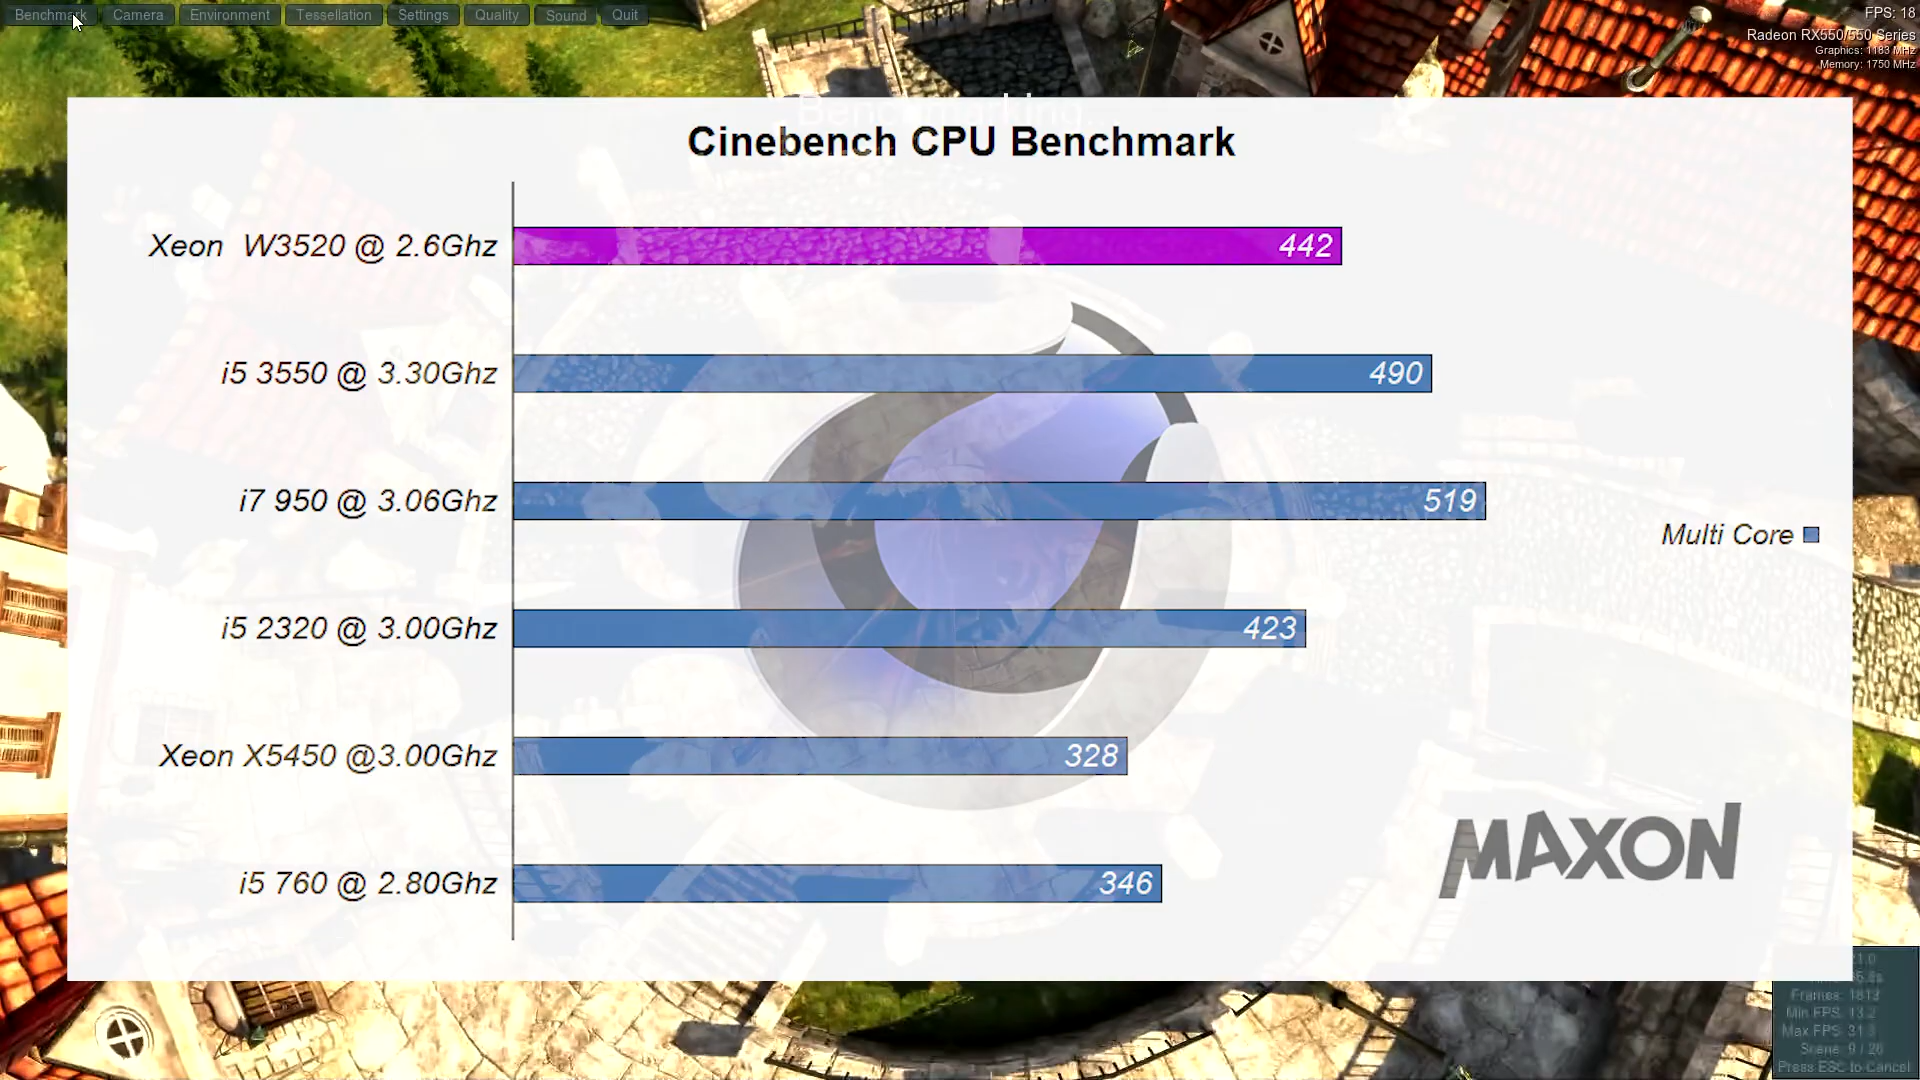 Benchmark Camera Environment Tessellation Settings Quality Sound Quit
FPS: 18
Radeon RX550/550 Series
Graphics: 1183 MHz
Memory: 1750 MHz
Benchmarking...
Cinebench CPU Benchmark
Xeon W3520 @ 2.6Ghz 442
i5 3550 @ 3.30Ghz 490
i7 950 @ 3.06Ghz 519
Multi Core
i5 2320 @ 3.00Ghz 423
Xeon X5450 @3.00Ghz 328
i5 760 @ 2.80Ghz 346
MAXON
Frames: 1813
Min FPS: 13.2
Max FPS: 31.3
Scene: 9 / 26
Press ESC to Cancel